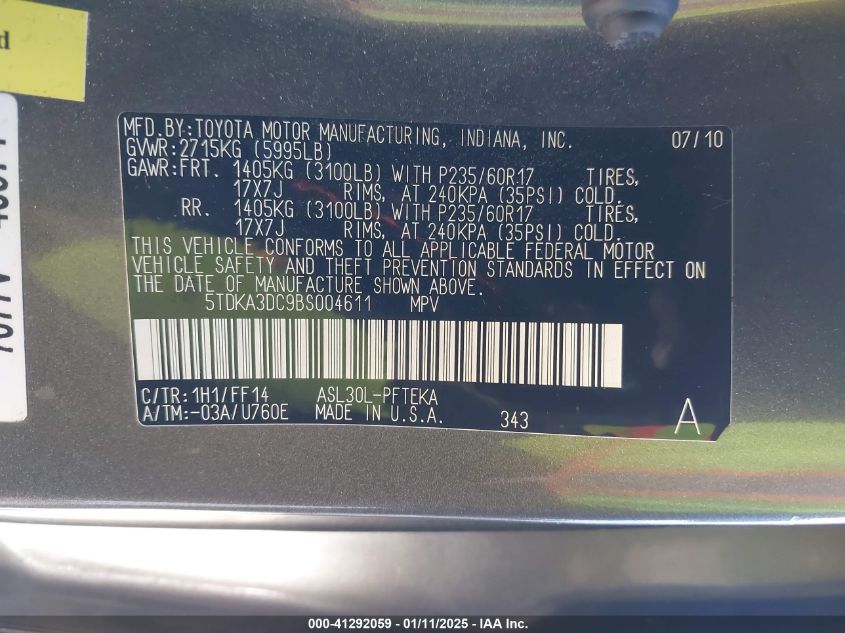 d
MFD.BY:TOYOTA MOTOR MANUFACTURING, INDIANA, INC. 07/10
GVWR:2715KG (5995LB)
GAWR:FRT. 1405KG (3100LB) WITH P235/60R17 TIRES,
17X7J RIMS, AT 240KPA (35PSI) COLD.
RR. 1405KG (3100LB) WITH P235/60R17 TIRES,
17X7J RIMS, AT 240KPA (35PSI) COLD.
THIS VEHICLE CONFORMS TO ALL APPLICABLE FEDERAL MOTOR
VEHICLE SAFETY AND THEFT PREVENTION STANDARDS IN EFFECT ON
THE DATE OF MANUFACTURE SHOWN ABOVE.
5TDKA3DC9BS004611 MPV
C/TR:1H1/FF14 ASL30L-PFTEKA
A/TM:-03A/U760E MADE IN U.S.A. 343 A
000-41292059 - 01/11/2025 - IAA Inc.